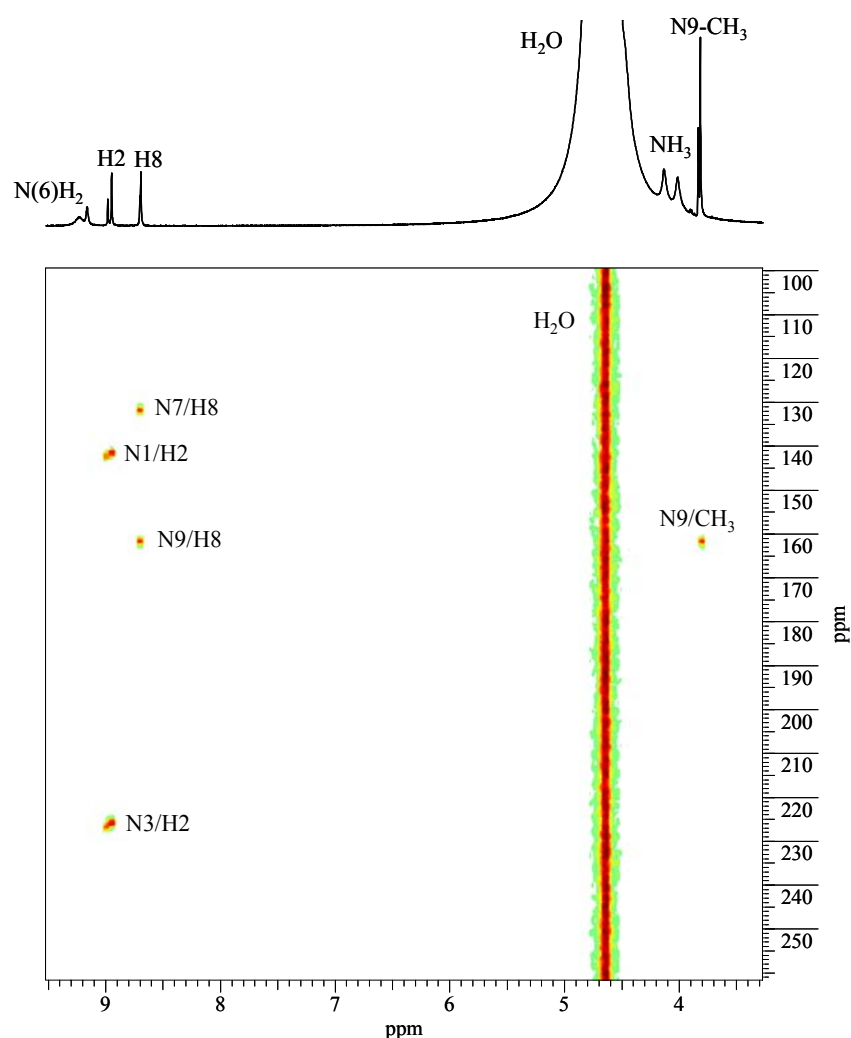 H₂O
N9-CH₃
NH₃
H2 H8
N(6)H₂
H₂O
N7/H8
N1/H2
N9/H8
N9/CH₃
N3/H2
100
110
120
130
140
150
160
170
180
190
200
210
220
230
240
250
ppm
9 8 7 6 5 4
ppm